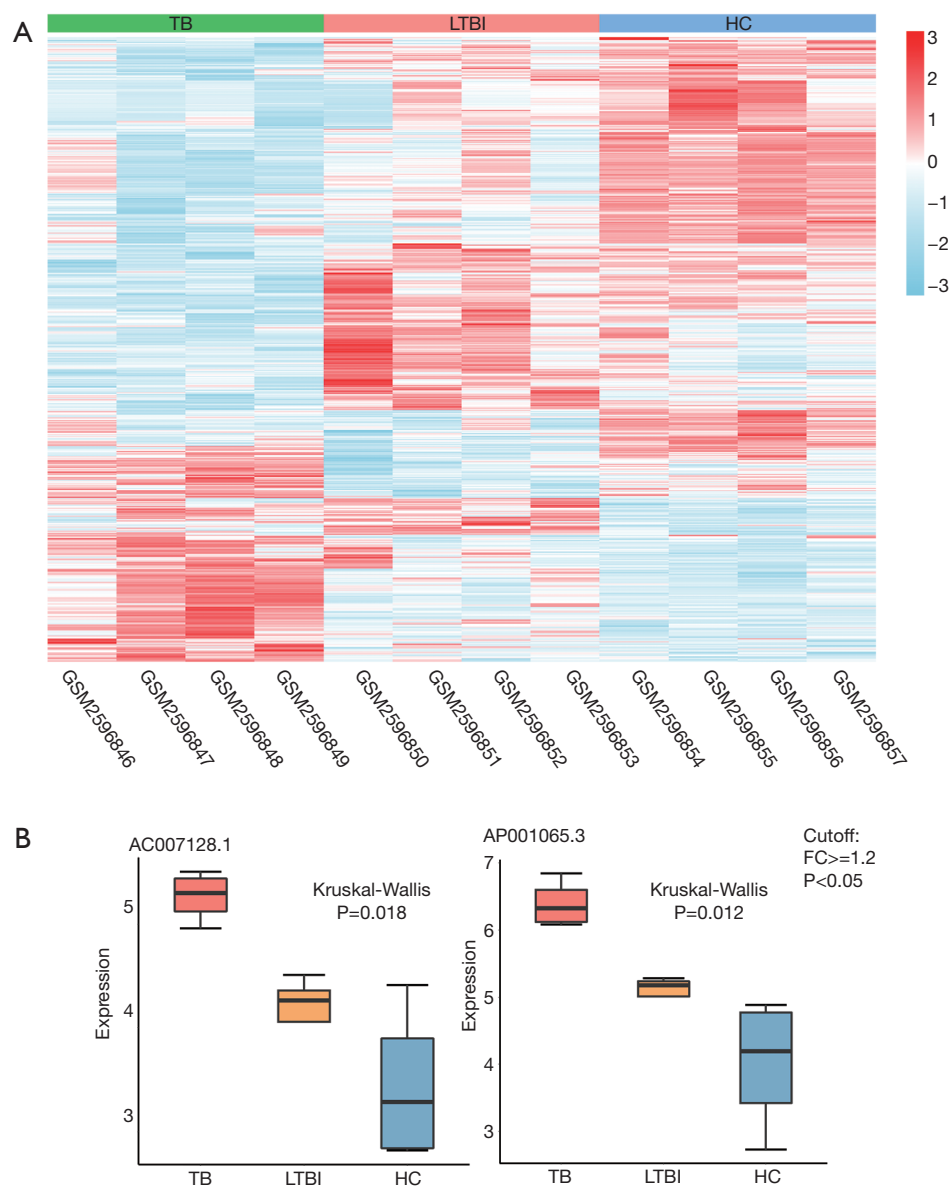 A
TB LTBI HC
3
2
1
0
−1
−2
−3
GSM2596846 GSM2596847 GSM2596848 GSM2596849 GSM2596850 GSM2596851 GSM2596852 GSM2596853 GSM2596854 GSM2596855 GSM2596856 GSM2596857
B
AC007128.1
Kruskal-Wallis
P=0.018
Expression
5
4
3
TB LTBI HC
AP001065.3
Kruskal-Wallis
P=0.012
Cutoff:
FC>=1.2
P<0.05
Expression
7
6
5
4
3
TB LTBI HC